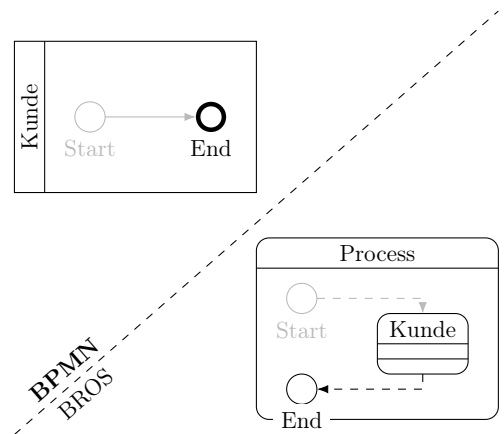 Kunde
Start
End
BPMN
BROS
Process
Start
Kunde
End